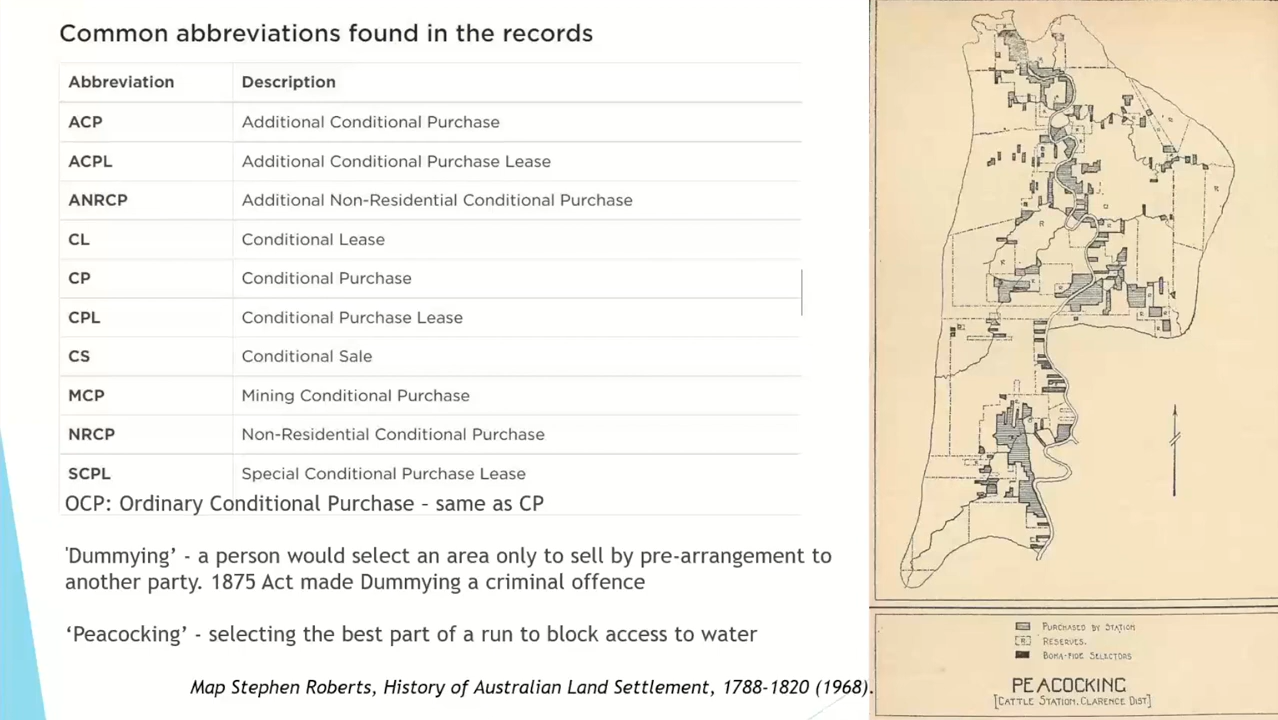 Common abbreviations found in the records
Abbreviation Description
ACP Additional Conditional Purchase
ACPL Additional Conditional Purchase Lease
ANRCP Additional Non-Residential Conditional Purchase
CL Conditional Lease
CP Conditional Purchase
CPL Conditional Purchase Lease
CS Conditional Sale
MCP Mining Conditional Purchase
NRCP Non-Residential Conditional Purchase
SCPL Special Conditional Purchase Lease
OCP: Ordinary Conditional Purchase – same as CP
'Dummying’ - a person would select an area only to sell by pre-arrangement to
another party. 1875 Act made Dummying a criminal offence
‘Peacocking’ - selecting the best part of a run to block access to water
Map Stephen Roberts, History of Australian Land Settlement, 1788-1820 (1968).
PURCHASED BY STATION
R RESERVES.
BONA-FIDE SELECTORS
PEACOCKING
[CATTLE STATION, CLARENCE DIST]